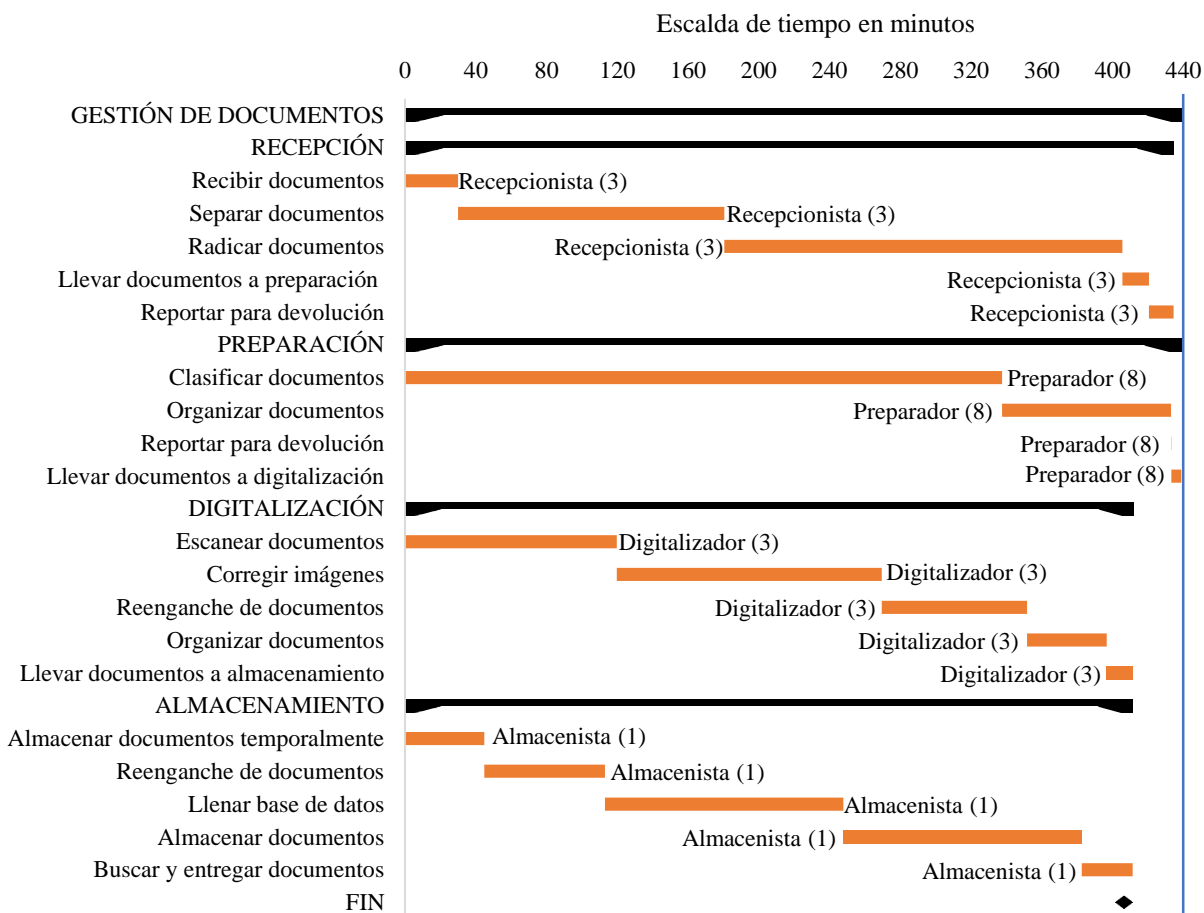 Escalda de tiempo en minutos
0 40 80 120 160 200 240 280 320 360 400 440
GESTIÓN DE DOCUMENTOS
RECEPCIÓN
Recibir documentos Recepcionista (3)
Separar documentos Recepcionista (3)
Radicar documentos Recepcionista (3)
Llevar documentos a preparación Recepcionista (3)
Reportar para devolución Recepcionista (3)
PREPARACIÓN
Clasificar documentos Preparador (8)
Organizar documentos Preparador (8)
Reportar para devolución Preparador (8)
Llevar documentos a digitalización Preparador (8)
DIGITALIZACIÓN
Escanear documentos Digitalizador (3)
Corregir imágenes Digitalizador (3)
Reenganche de documentos Digitalizador (3)
Organizar documentos Digitalizador (3)
Llevar documentos a almacenamiento Digitalizador (3)
ALMACENAMIENTO
Almacenar documentos temporalmente Almacenista (1)
Reenganche de documentos Almacenista (1)
Llenar base de datos Almacenista (1)
Almacenar documentos Almacenista (1)
Buscar y entregar documentos Almacenista (1)
FIN